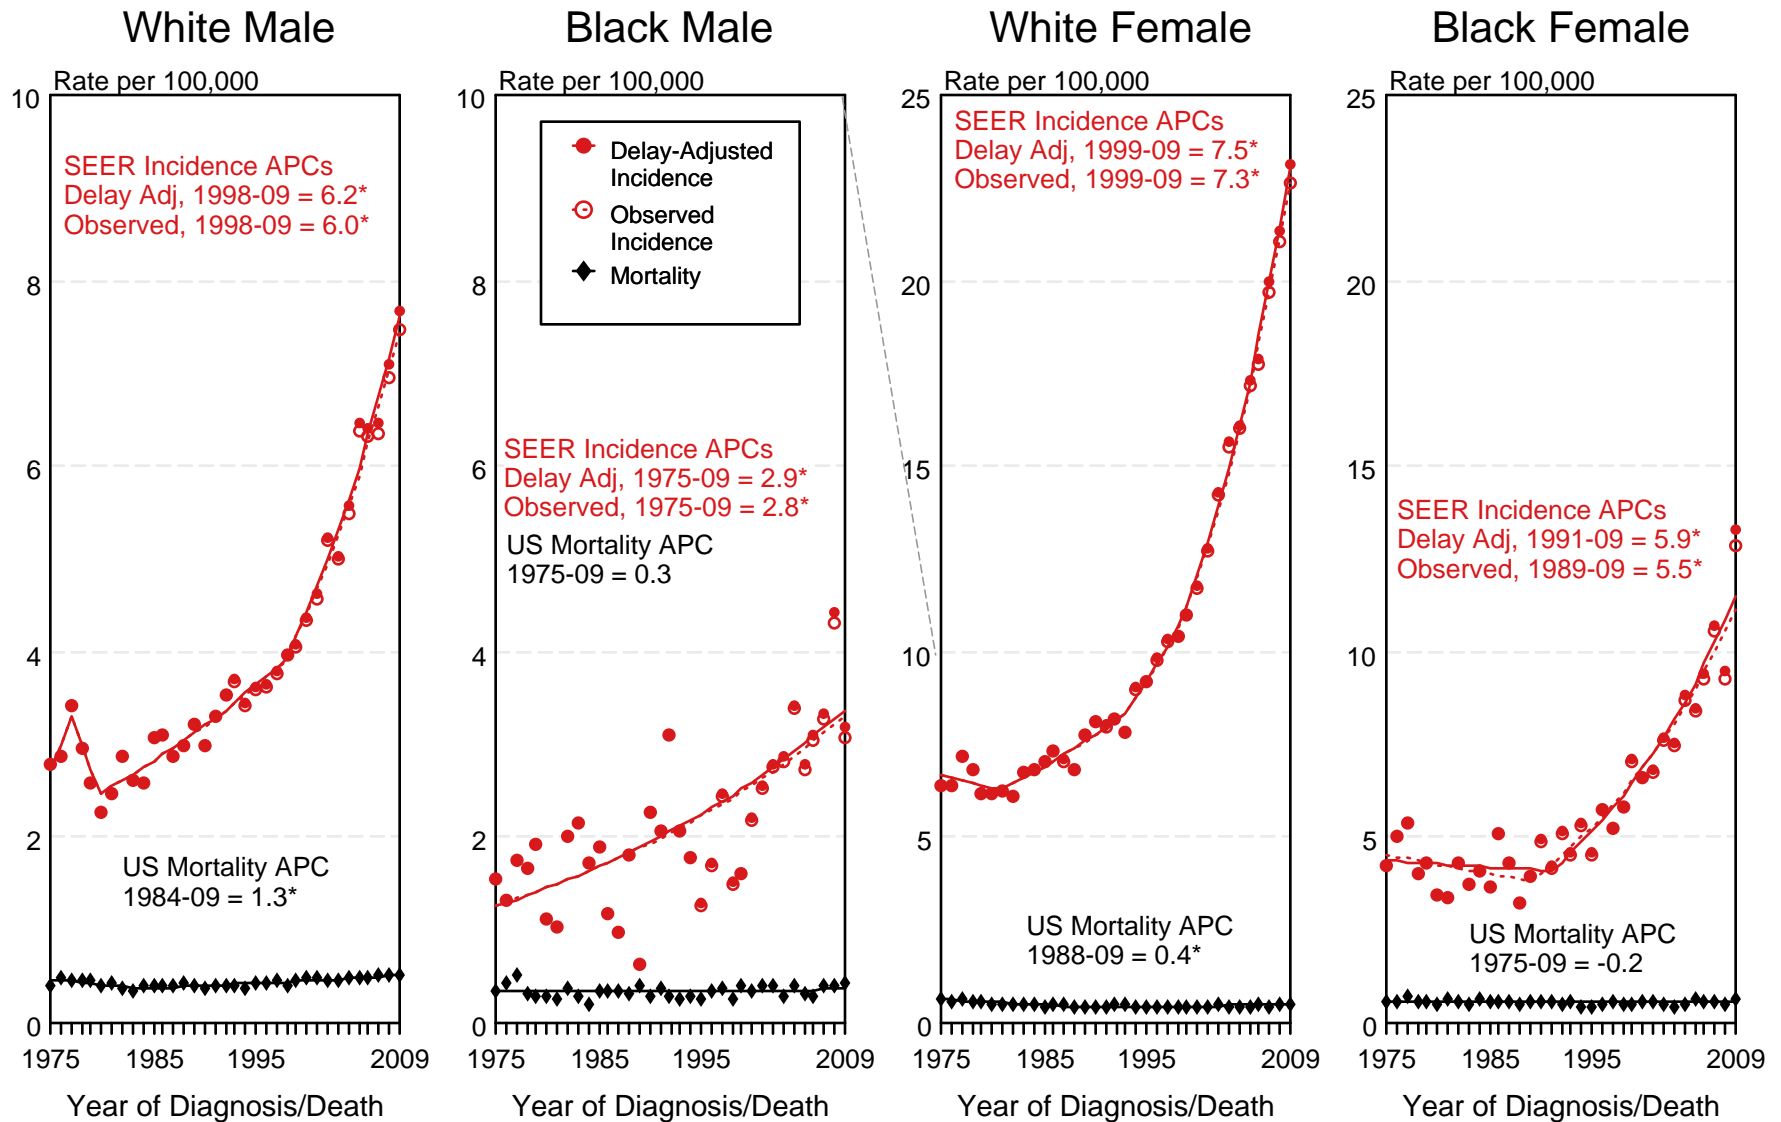 White Male
Rate per 100,000
10
8
6
4
2
0
SEER Incidence APCs
Delay Adj, 1998-09 = 6.2*
Observed, 1998-09 = 6.0*
US Mortality APC
1984-09 = 1.3*
1975
1985
1995
2009
Year of Diagnosis/Death
Black Male
Rate per 100,000
10
8
6
4
2
0
Delay-Adjusted
Incidence
Observed
Incidence
Mortality
SEER Incidence APCs
Delay Adj, 1975-09 = 2.9*
Observed, 1975-09 = 2.8*
US Mortality APC
1975-09 = 0.3
1975
1985
1995
2009
Year of Diagnosis/Death
White Female
Rate per 100,000
25
20
15
10
5
0
SEER Incidence APCs
Delay Adj, 1999-09 = 7.5*
Observed, 1999-09 = 7.3*
US Mortality APC
1988-09 = 0.4*
1975
1985
1995
2009
Year of Diagnosis/Death
Black Female
Rate per 100,000
25
20
15
10
5
0
SEER Incidence APCs
Delay Adj, 1991-09 = 5.9*
Observed, 1989-09 = 5.5*
US Mortality APC
1975-09 = -0.2
1975
1985
1995
2009
Year of Diagnosis/Death